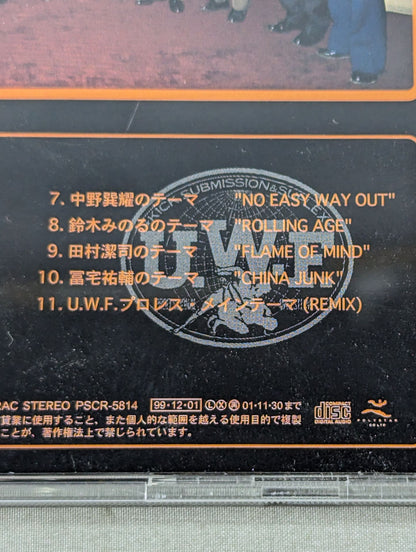 KICK, SUBMISSION & SUPLEX
U.W.F.
7. 中野巽耀のテーマ "NO EASY WAY OUT"
8. 鈴木みのるのテーマ "ROLLING AGE"
9. 田村潔司のテーマ "FLAME OF MIND"
10. 冨宅祐輔のテーマ "CHINA JUNK"
11. U.W.F.プロレス・メインテーマ (REMIX)
RAC STEREO PSCR-5814 99・12・01 Ⓛ Ⓧ 01・11・30まで
貸業に使用すること、また個人的な範囲を越える使用目的で複製
ことが、著作権法上で禁じられています。
COMPACT
disc
DIGITAL AUDIO
POLYSTAR
CO LTD